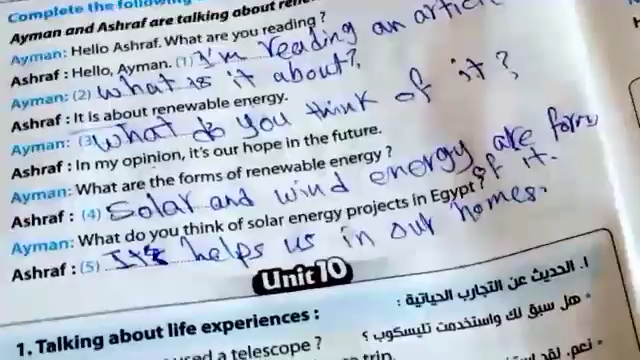 Complete the following
Ayman and Ashraf are talking about
Ayman: Hello Ashraf. What are you reading ?
Ashraf : Hello, Ayman. (1) I'm reading an article
Ayman: (2) What is it about?
Ashraf : It is about renewable energy.
Ayman: (3) What do you think of it?
Ashraf : In my opinion, it's our hope in the future.
Ayman: What are the forms of renewable energy ?
Ashraf : (4) Solar and wind energy are form of it.
Ayman: What do you think of solar energy projects in Egypt ?
Ashraf : (5) It's helps us in our homes.
Unit 10
1. Talking about life experiences :
١. الحديث عن التجارب الحياتية :
* هل سبق لك واستخدمت تليسكوب ؟
used a telescope ?